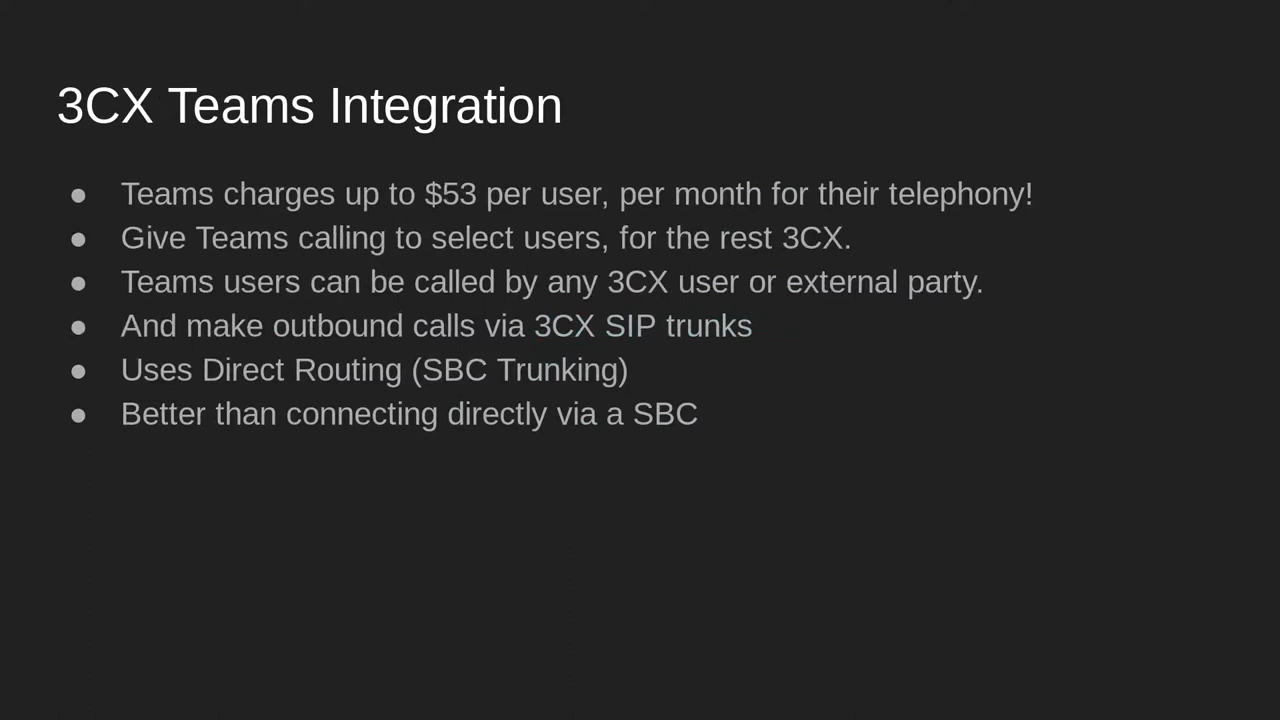 3CX Teams Integration
● Teams charges up to $53 per user, per month for their telephony!
● Give Teams calling to select users, for the rest 3CX.
● Teams users can be called by any 3CX user or external party.
● And make outbound calls via 3CX SIP trunks
● Uses Direct Routing (SBC Trunking)
● Better than connecting directly via a SBC